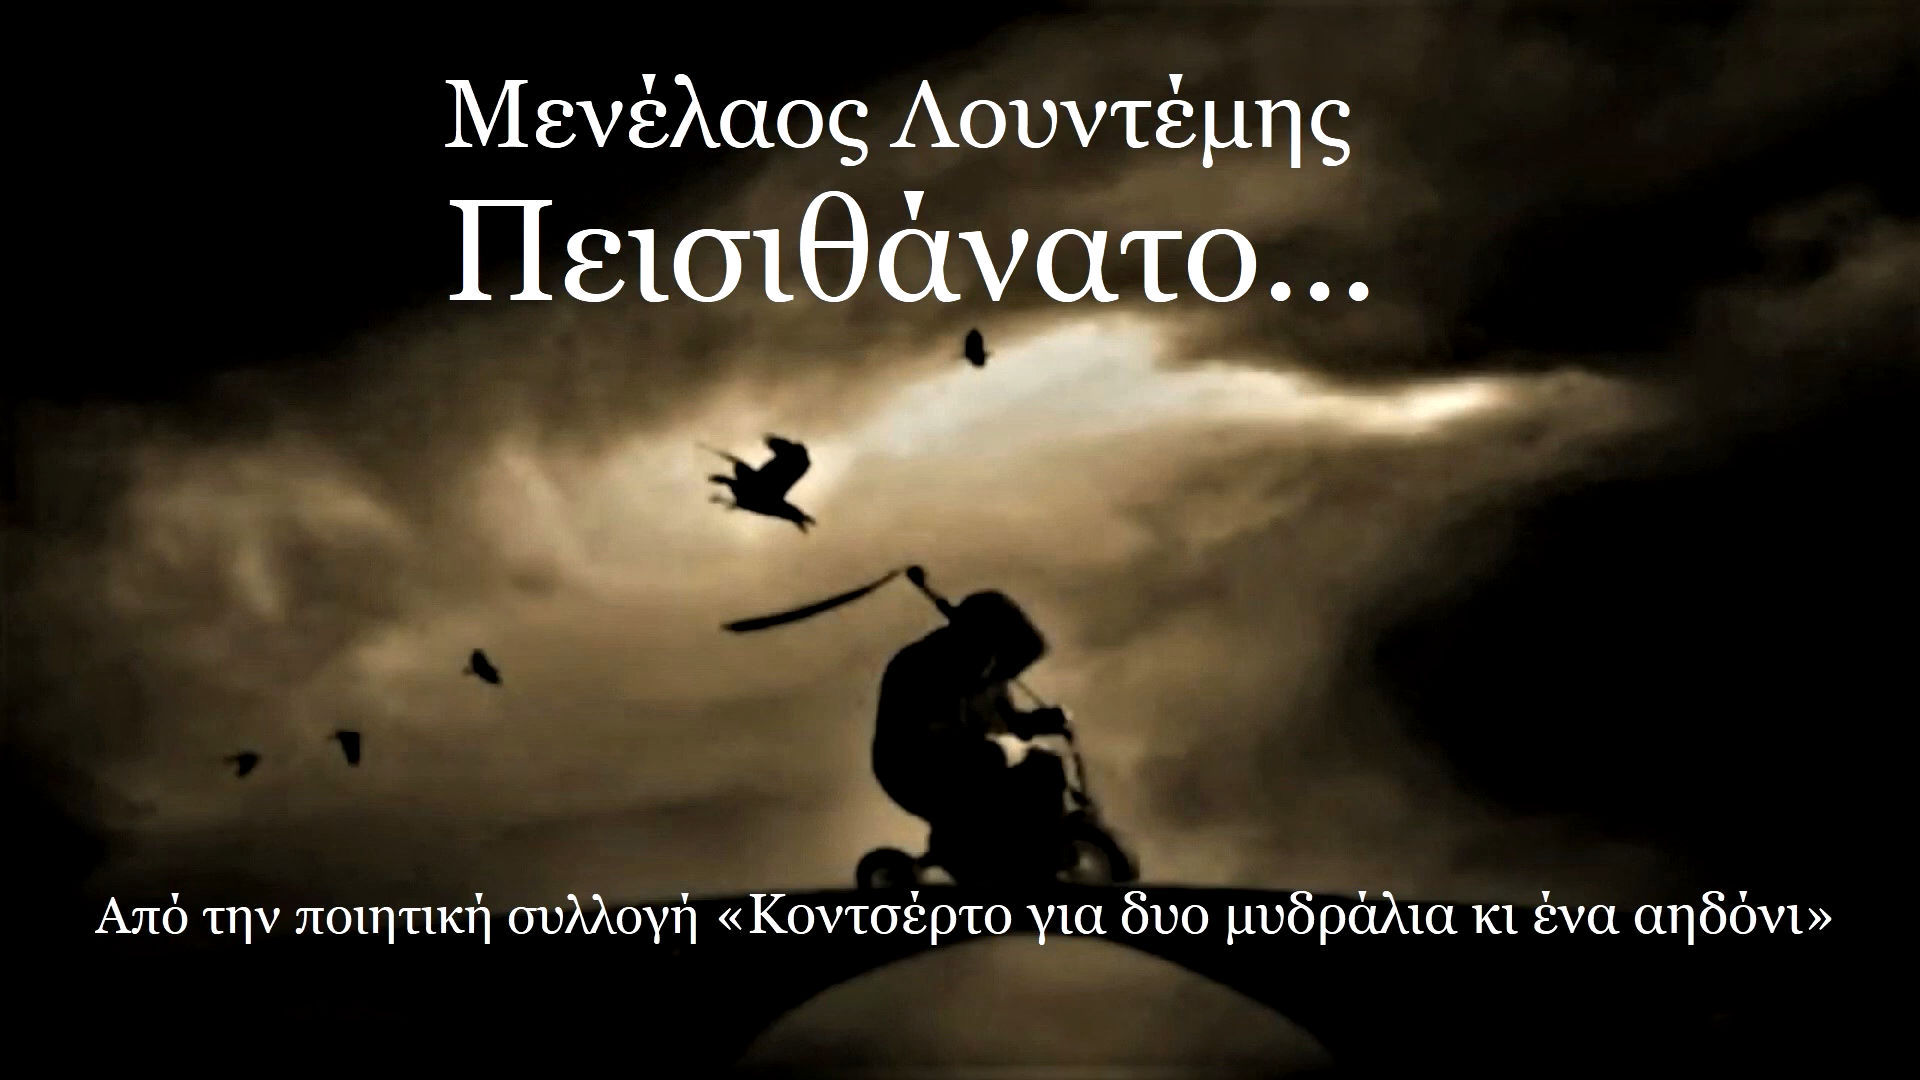 Μενέλαος Λουντέμης
Πεισιθάνατο...
Από την ποιητική συλλογή «Κοντσέρτο για δυο μυδράλια κι ένα αηδόνι»